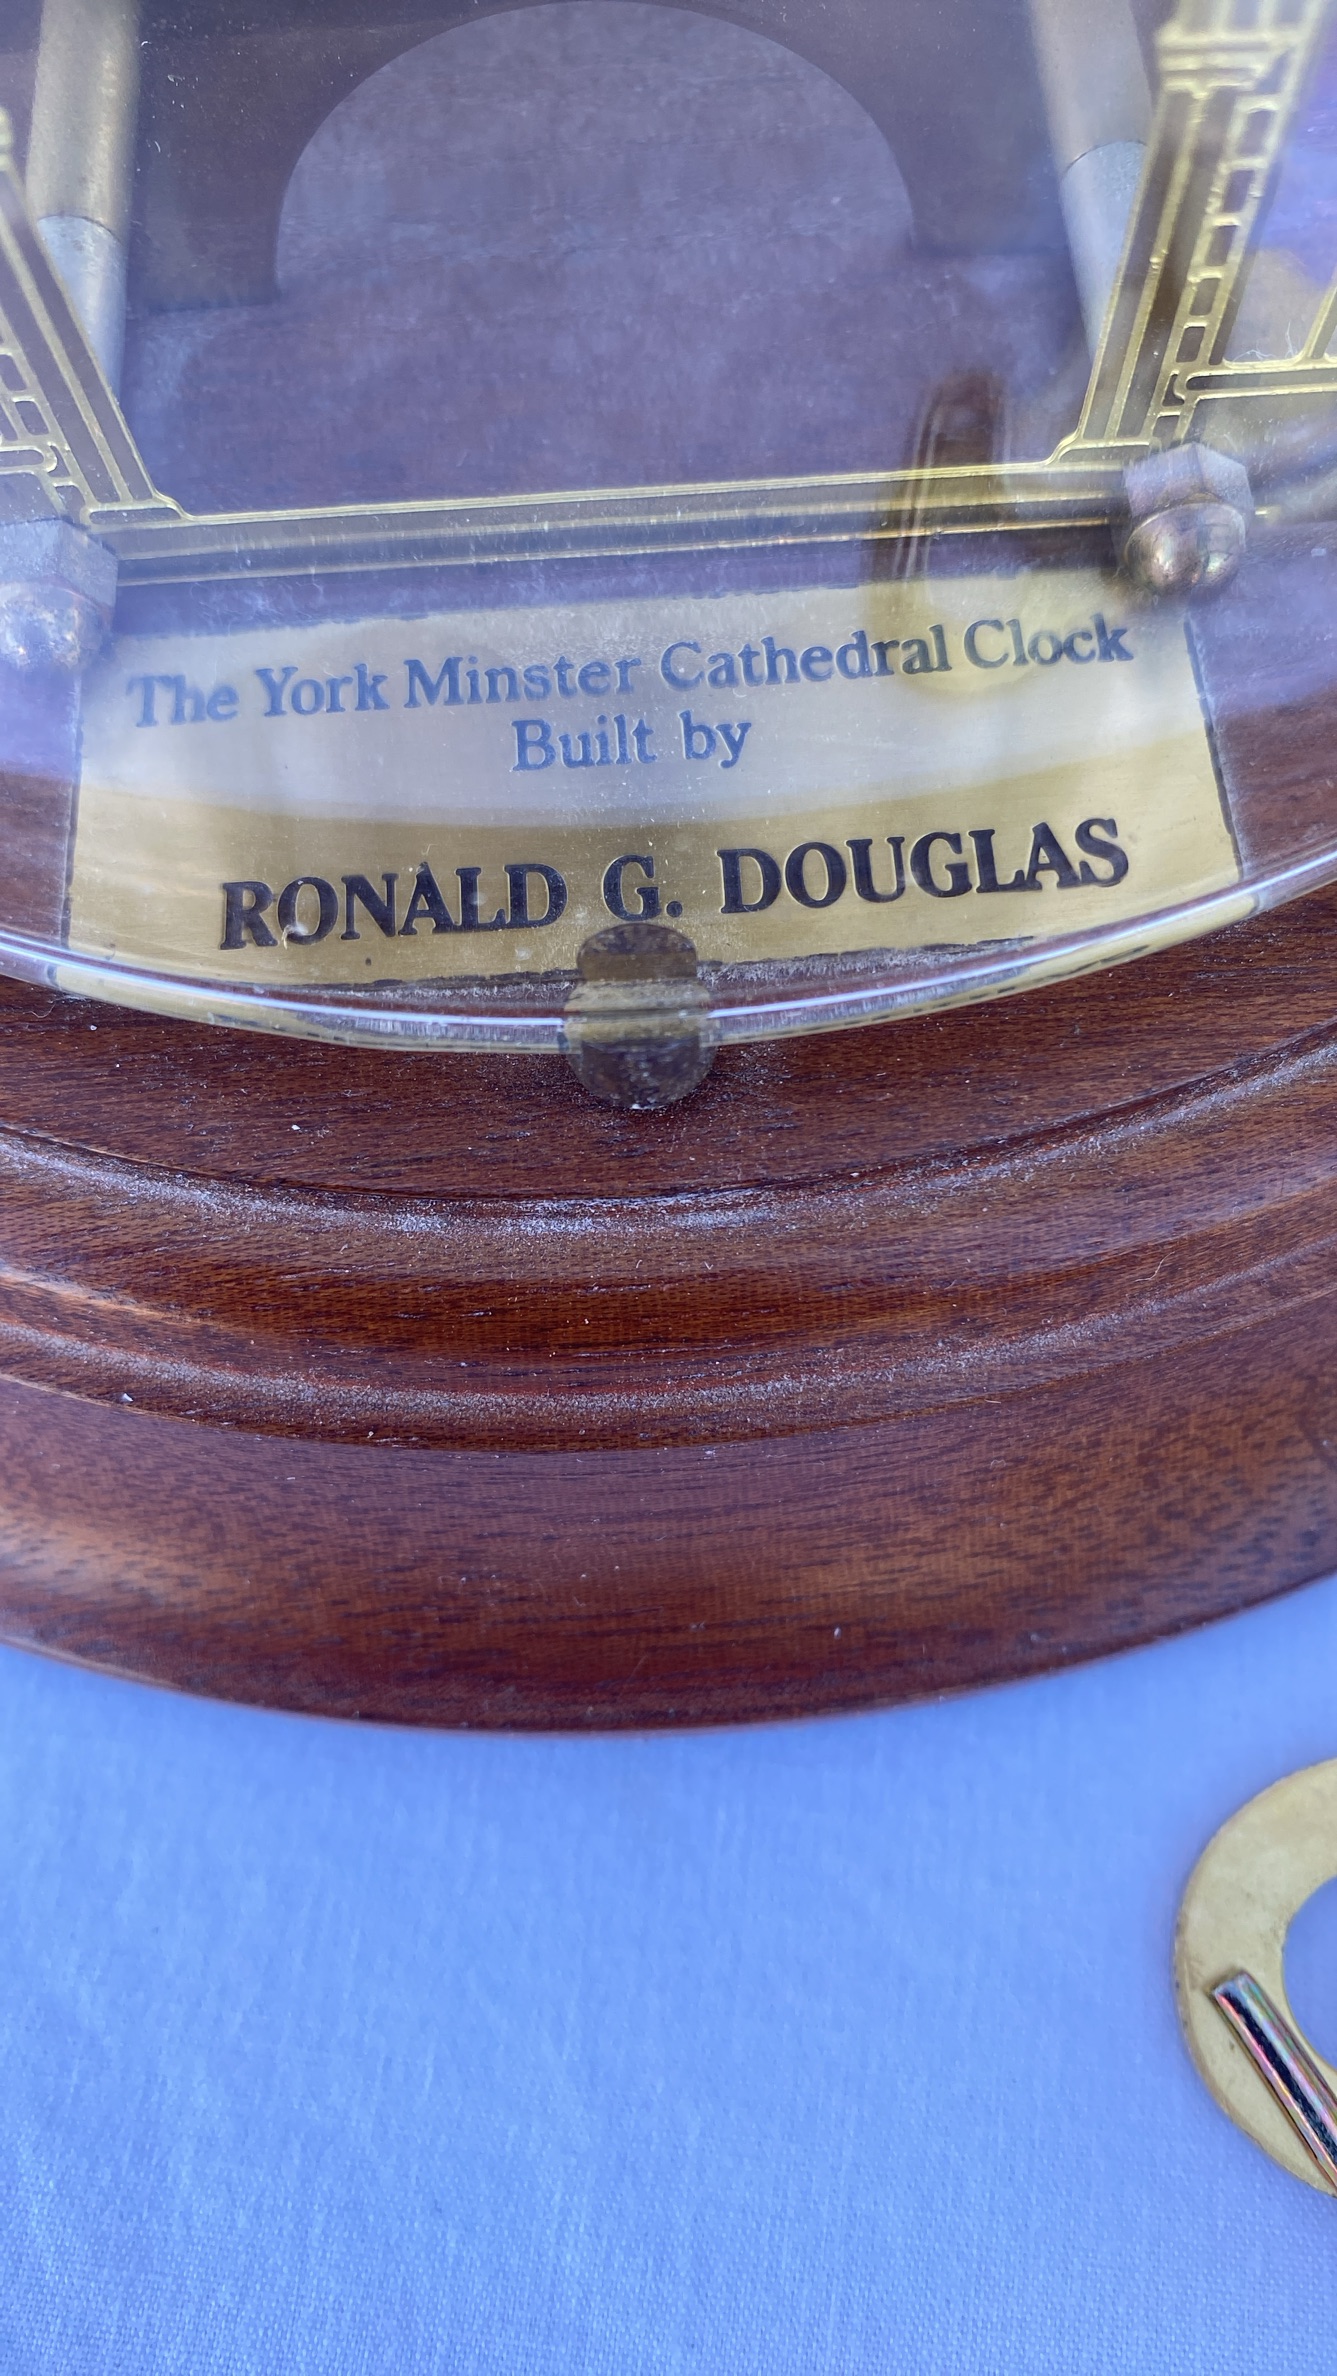 The York Minster Cathedral Clock
Built by
RONALD G. DOUGLAS